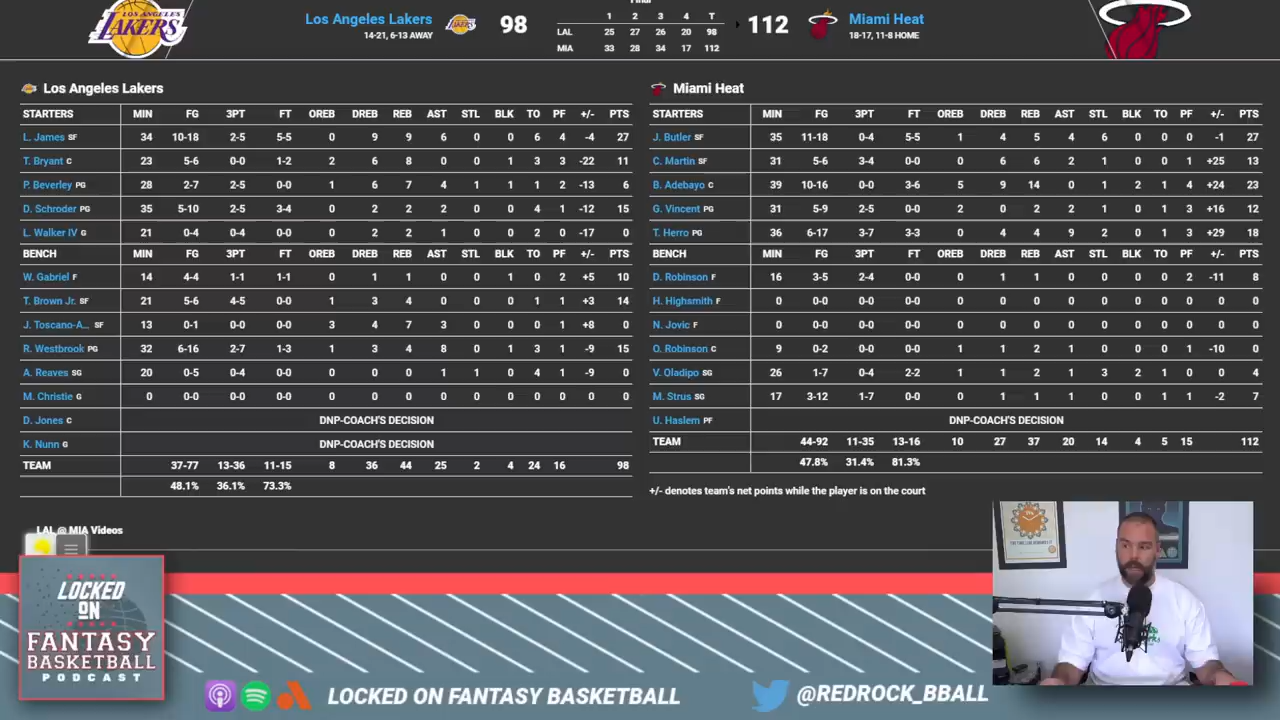 LOS ANGELES
LAKERS
Los Angeles Lakers
14-21, 6-13 AWAY
98
Final
1 2 3 4 T
LAL 25 27 26 20 98
MIA 33 28 34 17 112
112
Miami Heat
18-17, 11-8 HOME
Los Angeles Lakers
STARTERS MIN FG 3PT FT OREB DREB REB AST STL BLK TO PF +/- PTS
L. James SF 34 10-18 2-5 5-5 0 9 9 6 0 0 6 4 -4 27
T. Bryant C 23 5-6 0-0 1-2 2 6 8 0 0 1 3 3 -22 11
P. Beverley PG 28 2-7 2-5 0-0 1 6 7 4 1 1 1 2 -13 6
D. Schroder PG 35 5-10 2-5 3-4 0 2 2 2 0 0 4 1 -12 15
L. Walker IV G 21 0-4 0-4 0-0 0 2 2 1 0 0 2 0 -17 0
BENCH MIN FG 3PT FT OREB DREB REB AST STL BLK TO PF +/- PTS
W. Gabriel F 14 4-4 1-1 1-1 0 1 1 0 0 1 0 2 +5 10
T. Brown Jr. SF 21 5-6 4-5 0-0 1 3 4 0 0 0 1 1 +3 14
J. Toscano-A... SF 13 0-1 0-0 0-0 3 4 7 3 0 0 0 1 +8 0
R. Westbrook PG 32 6-16 2-7 1-3 1 3 4 8 0 1 3 1 -9 15
A. Reaves SG 20 0-5 0-4 0-0 0 0 0 1 1 0 4 1 -9 0
M. Christie G 0 0-0 0-0 0-0 0 0 0 0 0 0 0 0 0 0
D. Jones C DNP-COACH'S DECISION
K. Nunn G DNP-COACH'S DECISION
TEAM 37-77 13-36 11-15 8 36 44 25 2 4 24 16 98
48.1% 36.1% 73.3%
Miami Heat
STARTERS MIN FG 3PT FT OREB DREB REB AST STL BLK TO PF +/- PTS
J. Butler SF 35 11-18 0-4 5-5 1 4 5 4 6 0 0 0 -1 27
C. Martin SF 31 5-6 3-4 0-0 0 6 6 2 1 0 0 1 +25 13
B. Adebayo C 39 10-16 0-0 3-6 5 9 14 0 1 2 1 4 +24 23
G. Vincent PG 31 5-9 2-5 0-0 2 0 2 2 1 0 1 3 +16 12
T. Herro PG 36 6-17 3-7 3-3 0 4 4 9 2 0 1 3 +29 18
BENCH MIN FG 3PT FT OREB DREB REB AST STL BLK TO PF +/- PTS
D. Robinson F 16 3-5 2-4 0-0 0 1 1 0 0 0 0 2 -11 8
H. Highsmith F 0 0-0 0-0 0-0 0 0 0 0 0 0 0 0 0 0
N. Jovic F 0 0-0 0-0 0-0 0 0 0 0 0 0 0 0 0 0
O. Robinson C 9 0-2 0-0 0-0 1 1 2 1 0 0 0 1 -10 0
V. Oladipo SG 26 1-7 0-4 2-2 1 1 2 1 3 2 1 0 0 4
M. Strus SG 17 3-12 1-7 0-0 0 1 1 1 0 0 1 1 -2 7
U. Haslem PF DNP-COACH'S DECISION
TEAM 44-92 11-35 13-16 10 27 37 20 14 4 5 15 112
47.8% 31.4% 81.3%
+/- denotes team's net points while the player is on the court
LAL @ MIA Videos
LOCKED
ON
FANTASY
BASKETBALL
PODCAST
LOCKED ON FANTASY BASKETBALL
@REDROCK_BBALL